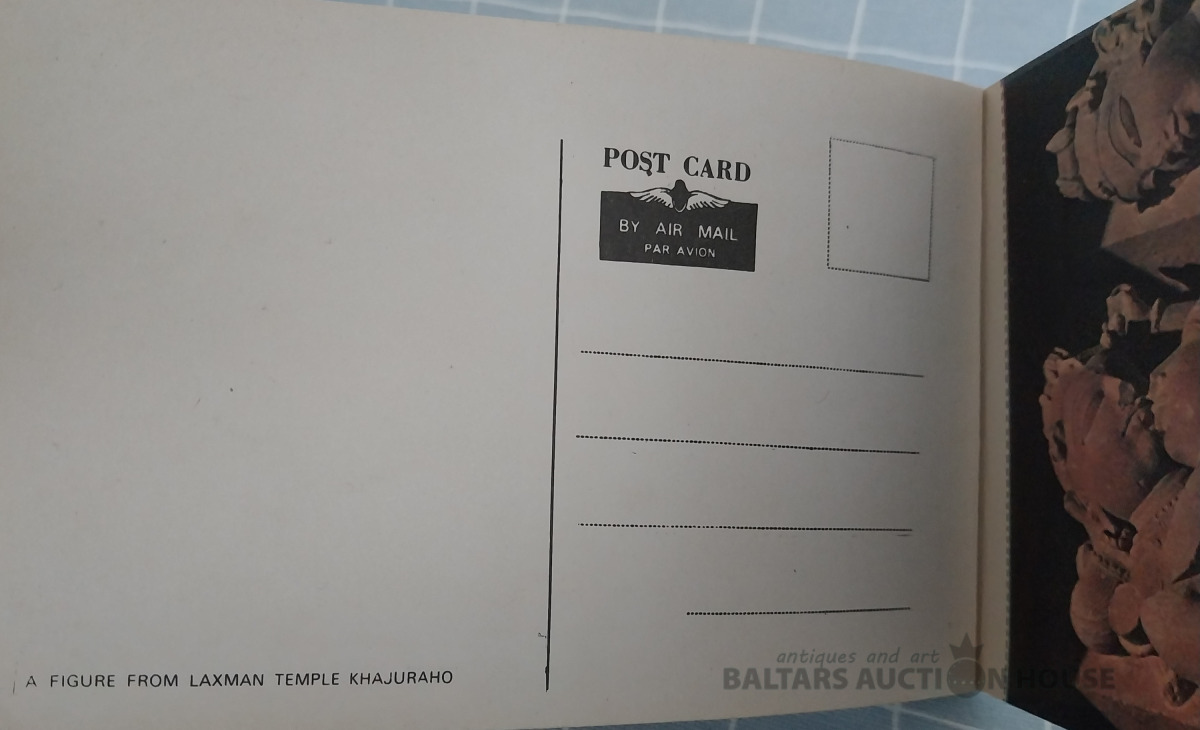 POST CARD
BY AIR MAIL
PAR AVION
A FIGURE FROM LAXMAN TEMPLE KHAJURAHO
antiques and art
BALTARS AUCTION HOUSE